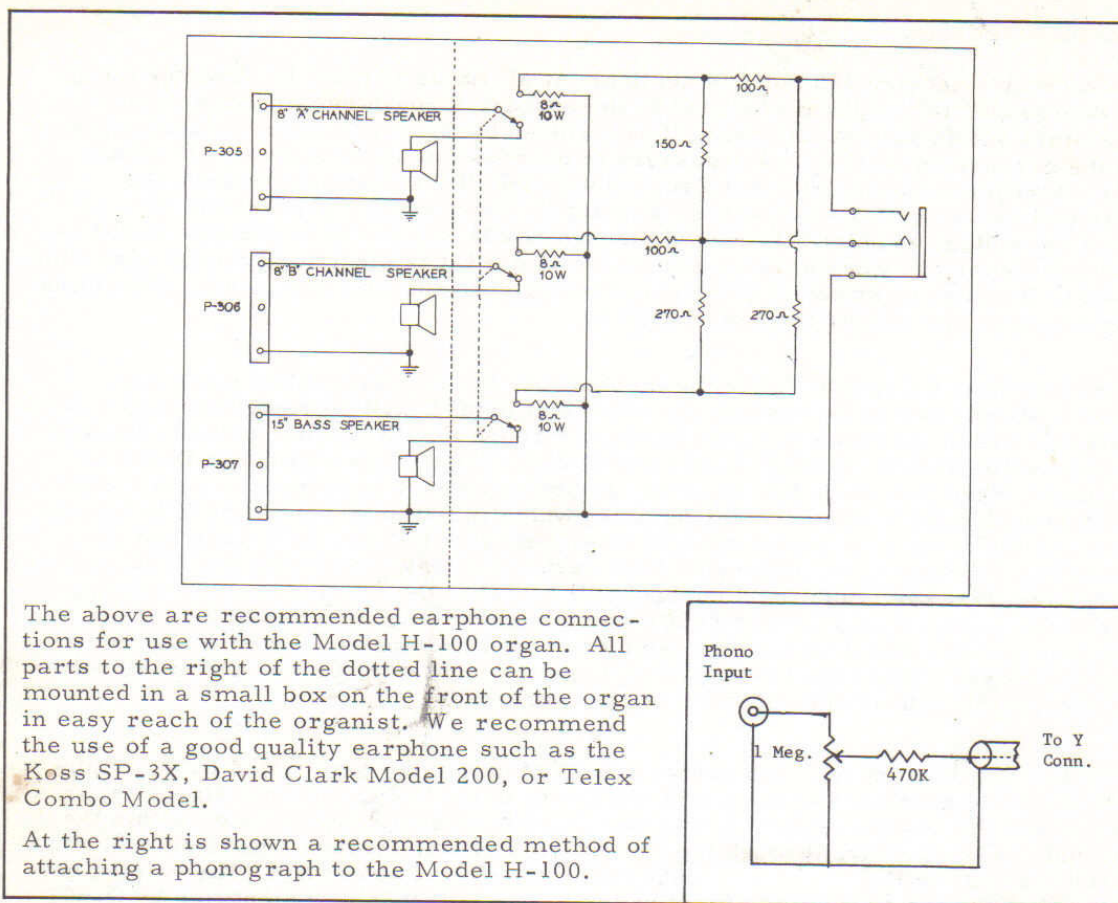 100Ω
8Ω
10W
8" "A" CHANNEL SPEAKER
150Ω
P-305
100Ω
8Ω
10W
8" "B" CHANNEL SPEAKER
P-306
270Ω
270Ω
8Ω
10W
15" BASS SPEAKER
P-307
The above are recommended earphone connec-
tions for use with the Model H-100 organ. All
parts to the right of the dotted line can be
mounted in a small box on the front of the organ
in easy reach of the organist. We recommend
the use of a good quality earphone such as the
Koss SP-3X, David Clark Model 200, or Telex
Combo Model.
At the right is shown a recommended method of
attaching a phonograph to the Model H-100.
Phono
Input
1 Meg.
470K
To Y
Conn.